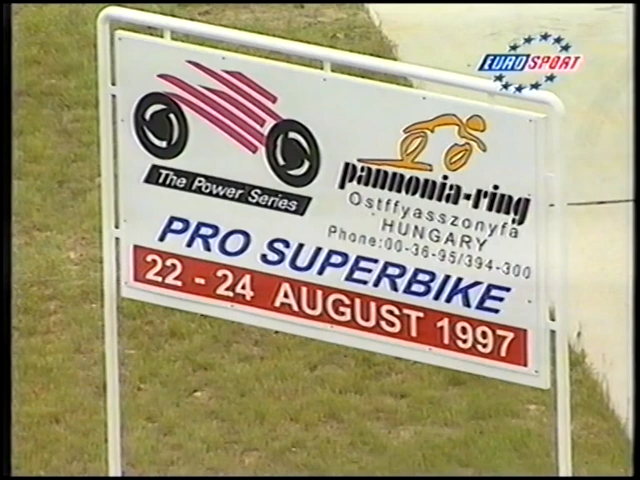 EUROSPORT
The Power Series
pannonia-ring
Ostffyasszonyfa
HUNGARY
Phone:00-36-95/394-300
PRO SUPERBIKE
22 - 24 AUGUST 1997